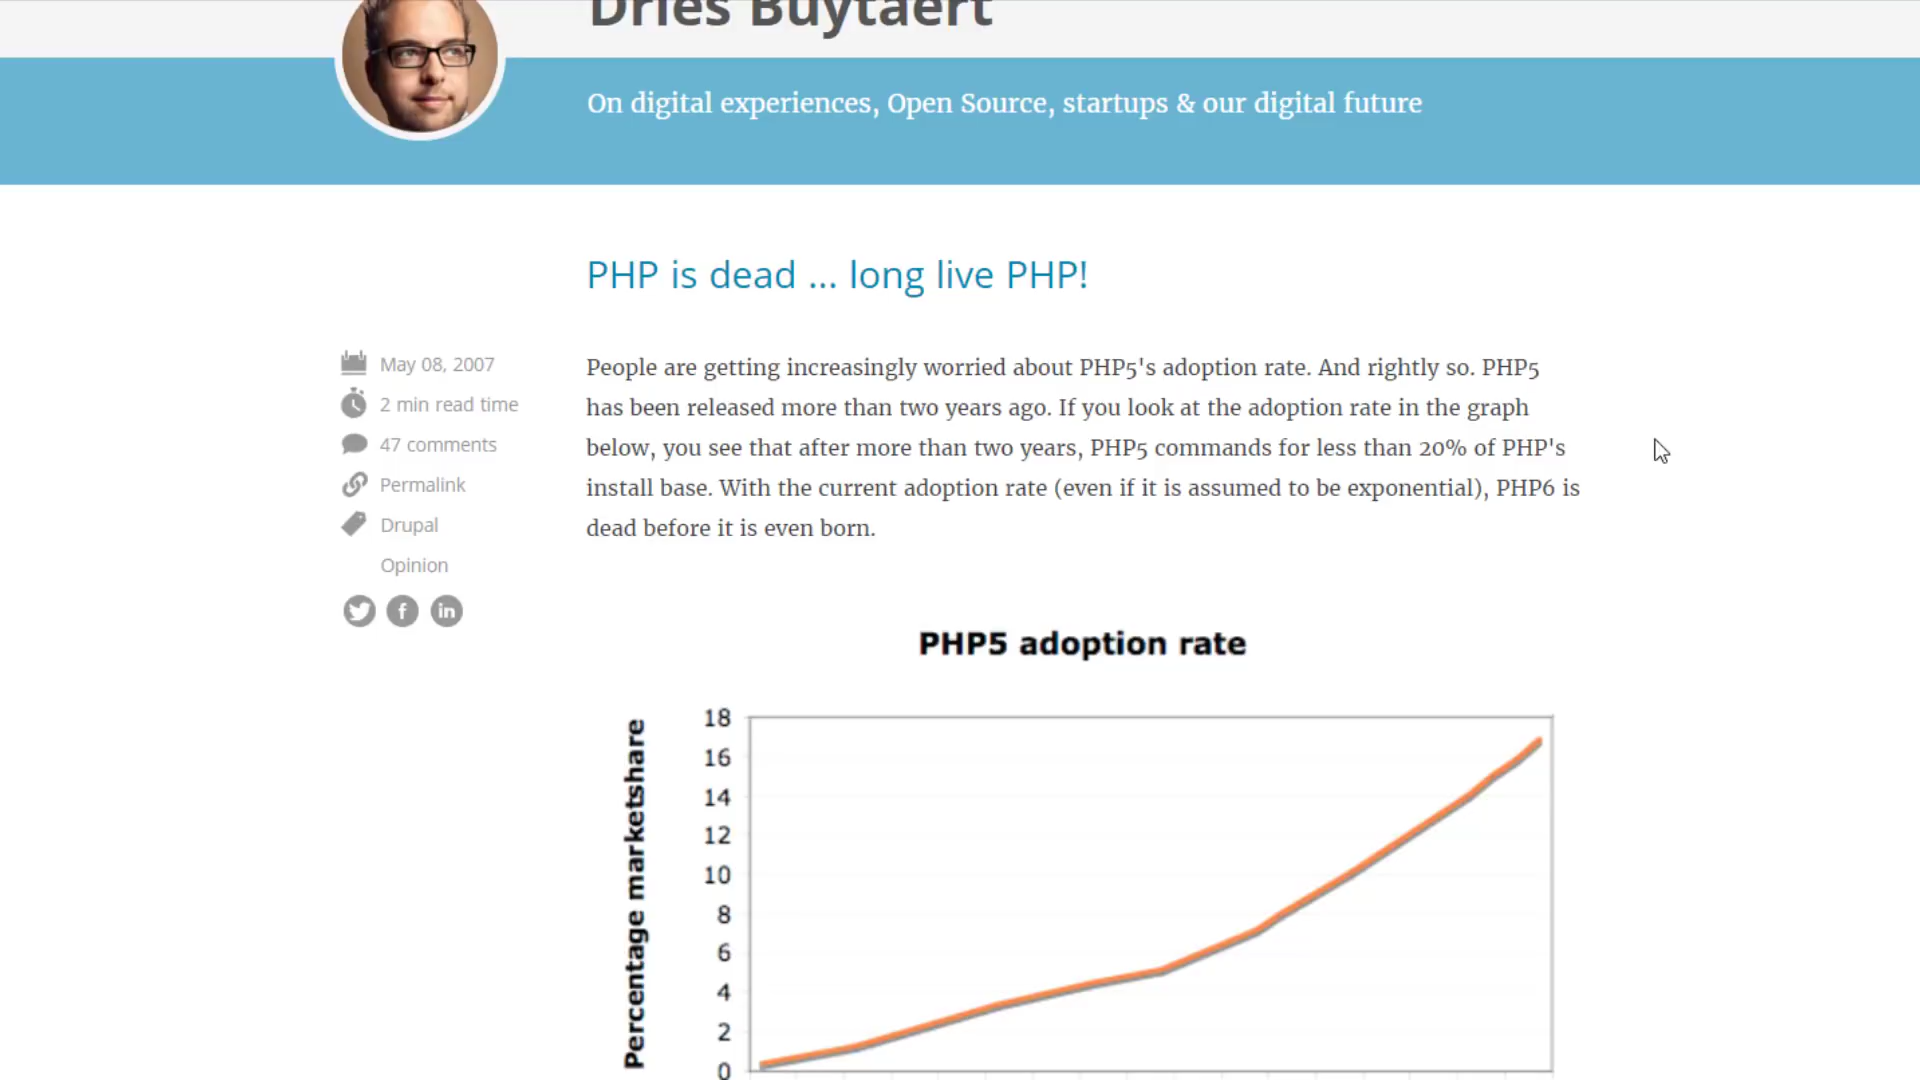 Dries Buytaert
On digital experiences, Open Source, startups & our digital future
PHP is dead ... long live PHP!
May 08, 2007
2 min read time
47 comments
Permalink
Drupal
Opinion
People are getting increasingly worried about PHP5's adoption rate. And rightly so. PHP5
has been released more than two years ago. If you look at the adoption rate in the graph
below, you see that after more than two years, PHP5 commands for less than 20% of PHP's
install base. With the current adoption rate (even if it is assumed to be exponential), PHP6 is
dead before it is even born.
PHP5 adoption rate
Percentage marketshare
18
16
14
12
10
8
6
4
2
0